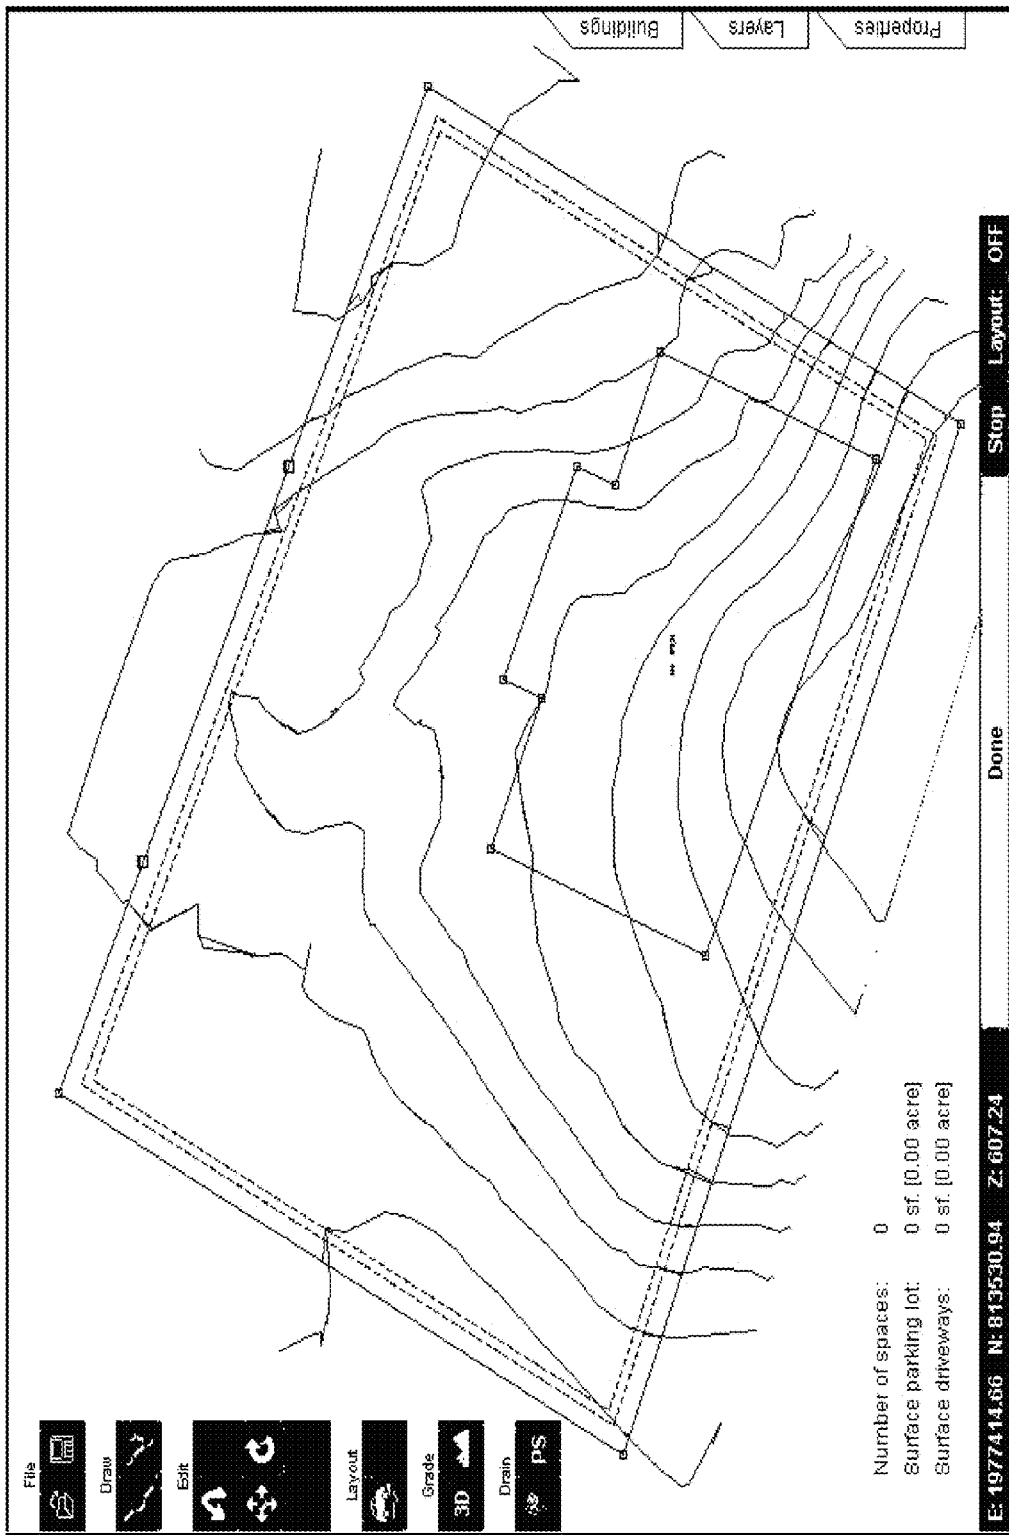 File
Draw
Edit
Layout
Grade
3D
Drain
PS
Buildings
Layers
Properties
Number of spaces: 0
Surface parking lot: 0 sf. [0.00 acre]
Surface driveways: 0 sf. [0.00 acre]
E: 1977414.66 N: 813530.94 Z: 607.24
Done
Stop
Layout: OFF